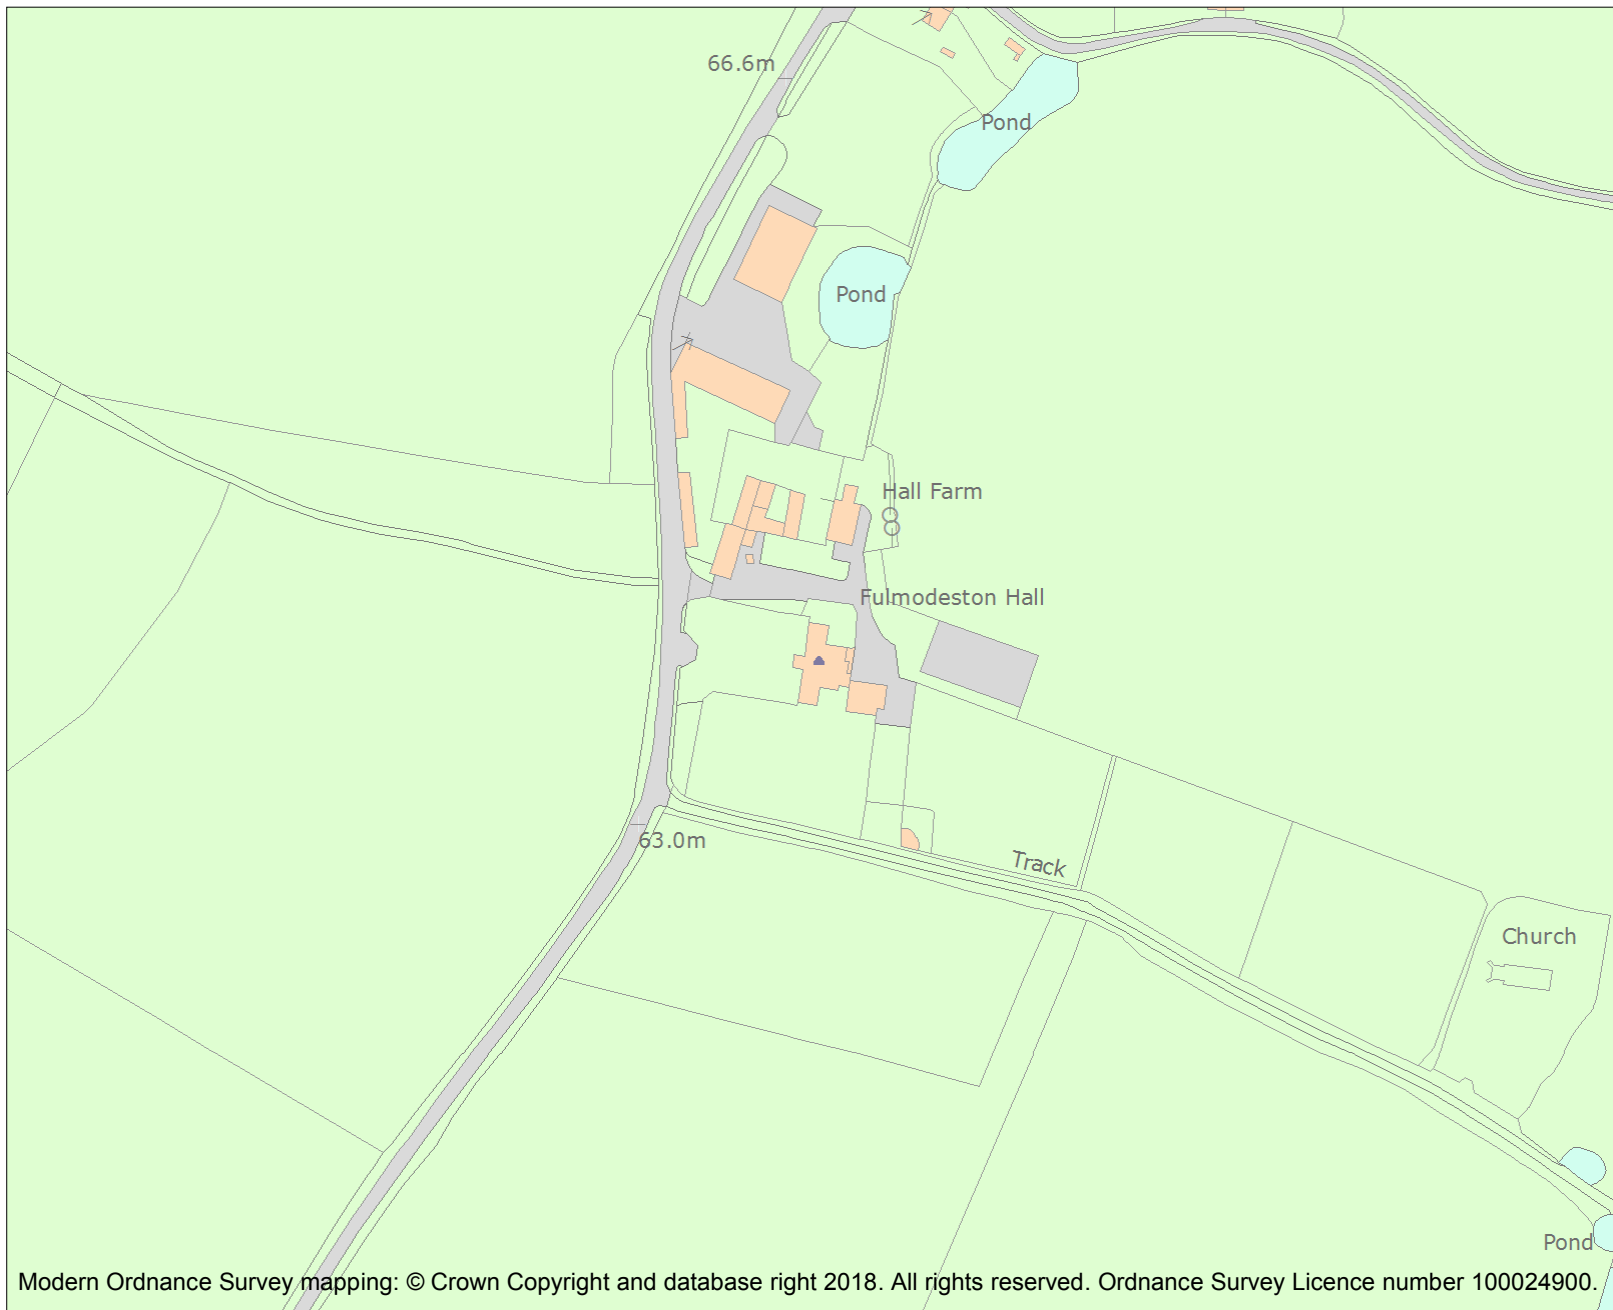 66.6m
Pond
Pond
Hall Farm
Fulmodeston Hall
63.0m
Track
Church
Pond
Modern Ordnance Survey mapping: © Crown Copyright and database right 2018. All rights reserved. Ordnance Survey Licence number 100024900.